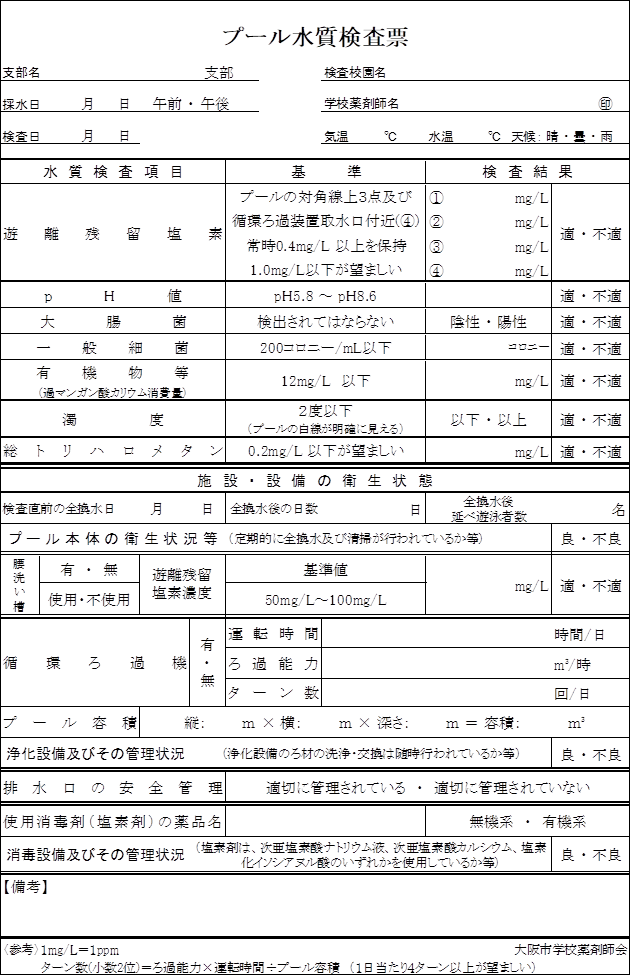 プール水質検査票
支部名 支部 検査校園名
採水日 月 日 午前・午後 学校薬剤師名 ㊞
検査日 月 日 気温 ℃ 水温 ℃ 天候: 晴・曇・雨
水質検査項目 基準 検査結果
遊離残留塩素 プールの対角線上3点及び ① mg/L 適・不適
循環ろ過装置取水口付近(④) ② mg/L
常時0.4mg/L 以上を保持 ③ mg/L
1.0mg/L以下が望ましい ④ mg/L
pH値 pH5.8 ~ pH8.6 適・不適
大腸菌 検出されてはならない 陰性・陽性 適・不適
一般細菌 200コロニー/mL以下 コロニー 適・不適
有機物等 12mg/L 以下 mg/L 適・不適
(過マンガン酸カリウム消費量)
濁度 2度以下 以下・以上 適・不適
(プールの白線が明確に見える)
総トリハロメタン 0.2mg/L 以下が望ましい mg/L 適・不適
施設・設備の衛生状態
検査直前の全換水日 月 日 全換水後の日数 日 全換水後 名
延べ遊泳者数
プール本体の衛生状況等 (定期的に全換水及び清掃が行われているか等) 良・不良
腰洗い槽 有・無 遊離残留 基準値 mg/L 適・不適
使用・不使用 塩素濃度 50mg/L~100mg/L
循環ろ過機 有・無 運転時間 時間/日
ろ過能力 m³/時
ターン数 回/日
プール容積 縦: m × 横: m × 深さ: m = 容積: m³
浄化設備及びその管理状況 (浄化設備のろ材の洗浄・交換は随時行われているか等) 良・不良
排水口の安全管理 適切に管理されている ・ 適切に管理されていない
使用消毒剤(塩素剤)の薬品名 無機系 ・ 有機系
消毒設備及びその管理状況 (塩素剤は、次亜塩素酸ナトリウム液、次亜塩素酸カルシウム、塩素 良・不良
化イソシアヌル酸のいずれかを使用しているか等)
【備考】
〈参考〉1mg/L=1ppm 大阪市学校薬剤師会
ターン数(小数2位)=ろ過能力×運転時間÷プール容積 (1日当たり4ターン以上が望ましい)